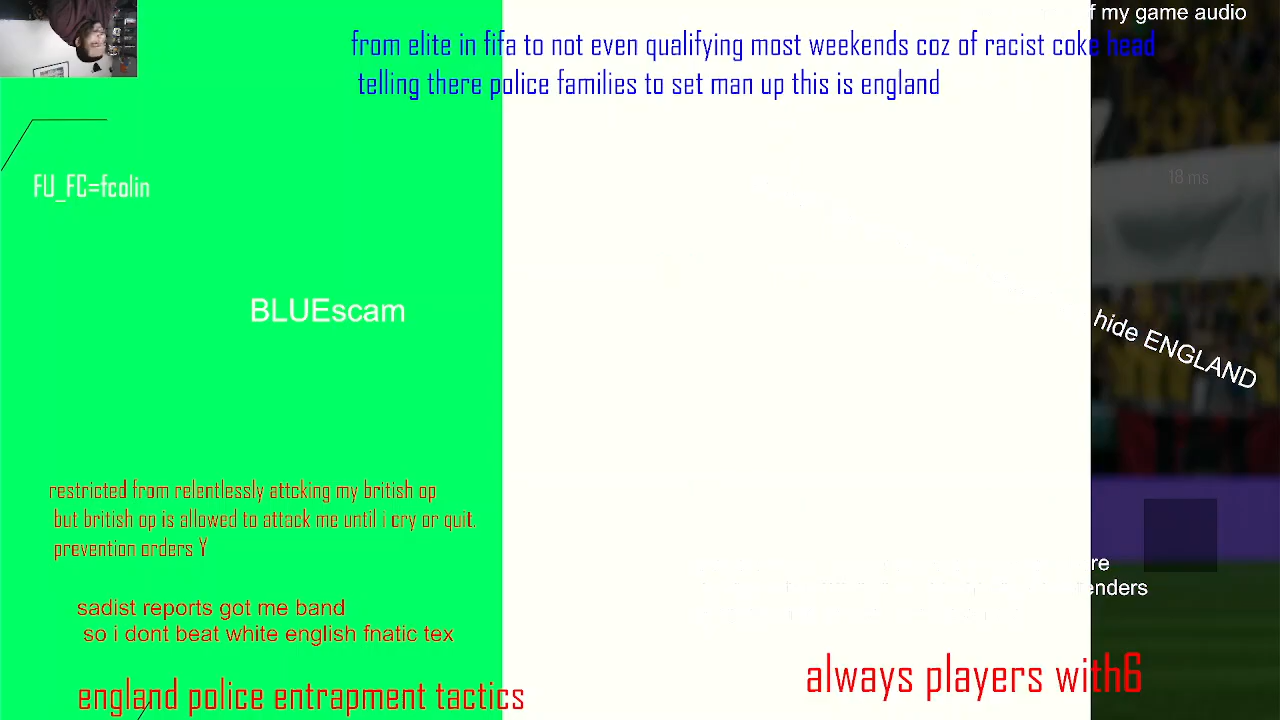 f my game audio
from elite in fifa to not even qualifying most weekends coz of racist coke head
telling there police families to set man up this is england
18 ms
FU_FC=fcolin
BLUEscam
hide ENGLAND
restricted from relentlessly attcking my british op
but british op is allowed to attack me until i cry or quit.
prevention orders Y
re
enders
sadist reports got me band
so i dont beat white english fnatic tex
always players with6
england police entrapment tactics